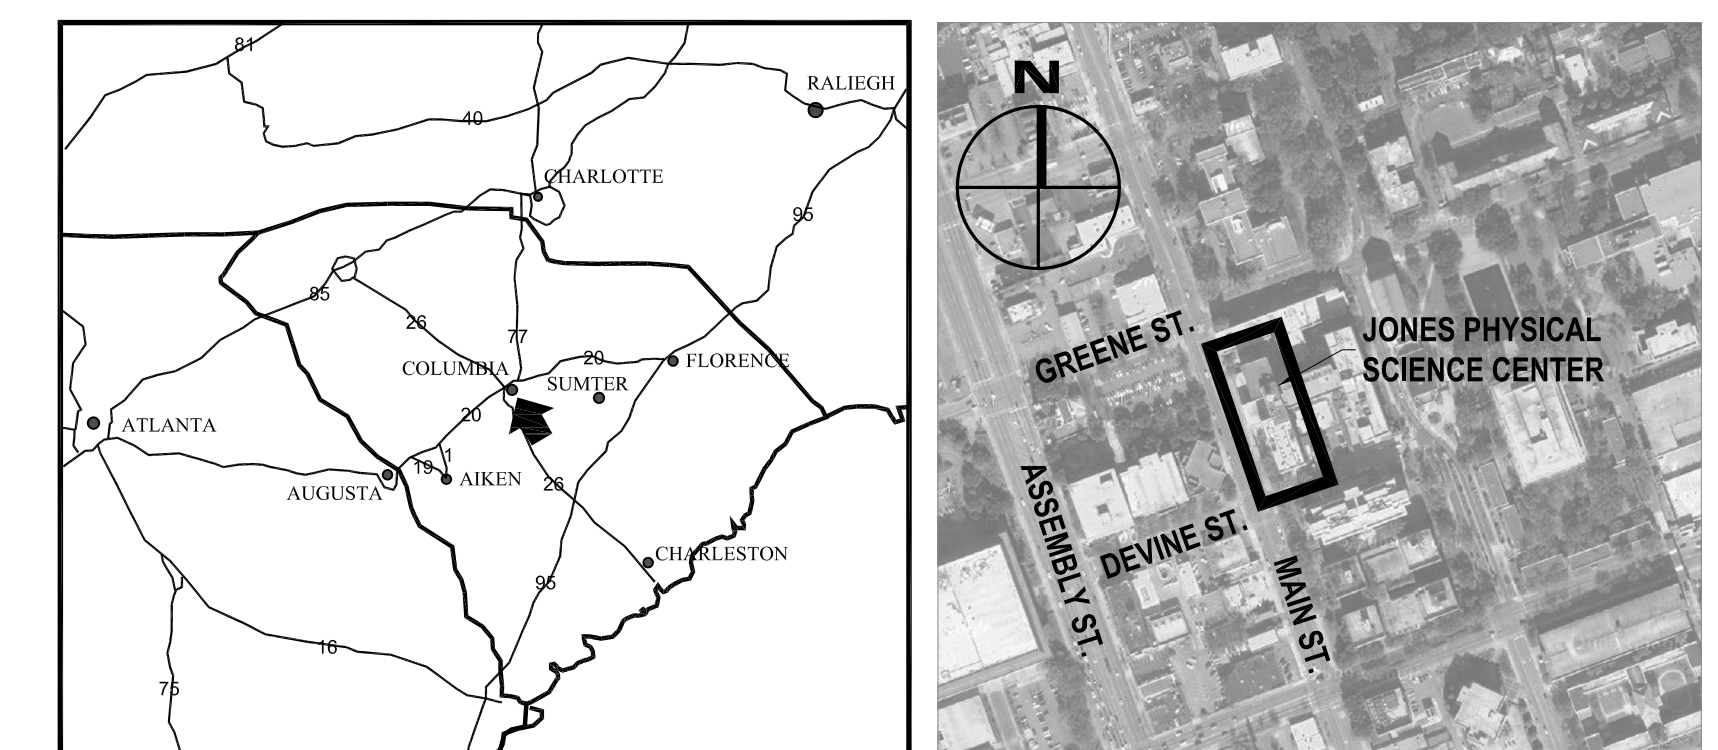 81
RALIEGH
40
CHARLOTTE
95
85
26
77
20
FLORENCE
COLUMBIA
SUMTER
20
ATLANTA
1
19
AIKEN
AUGUSTA
26
CHARLESTON
95
16
75
N
GREENE ST.
JONES PHYSICAL
SCIENCE CENTER
ASSEMBLY ST.
DEVINE ST.
MAIN ST.